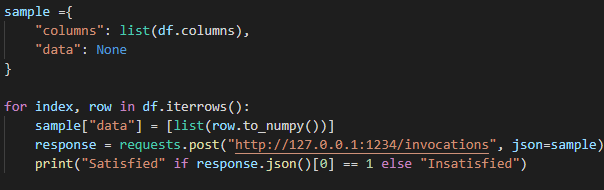 sample ={
"columns": list(df.columns),
"data": None
}
for index, row in df.iterrows():
sample["data"] = [list(row.to_numpy())]
response = requests.post("http://127.0.0.1:1234/invocations", json=sample)
print("Satisfied" if response.json()[0] == 1 else "Insatisfied")